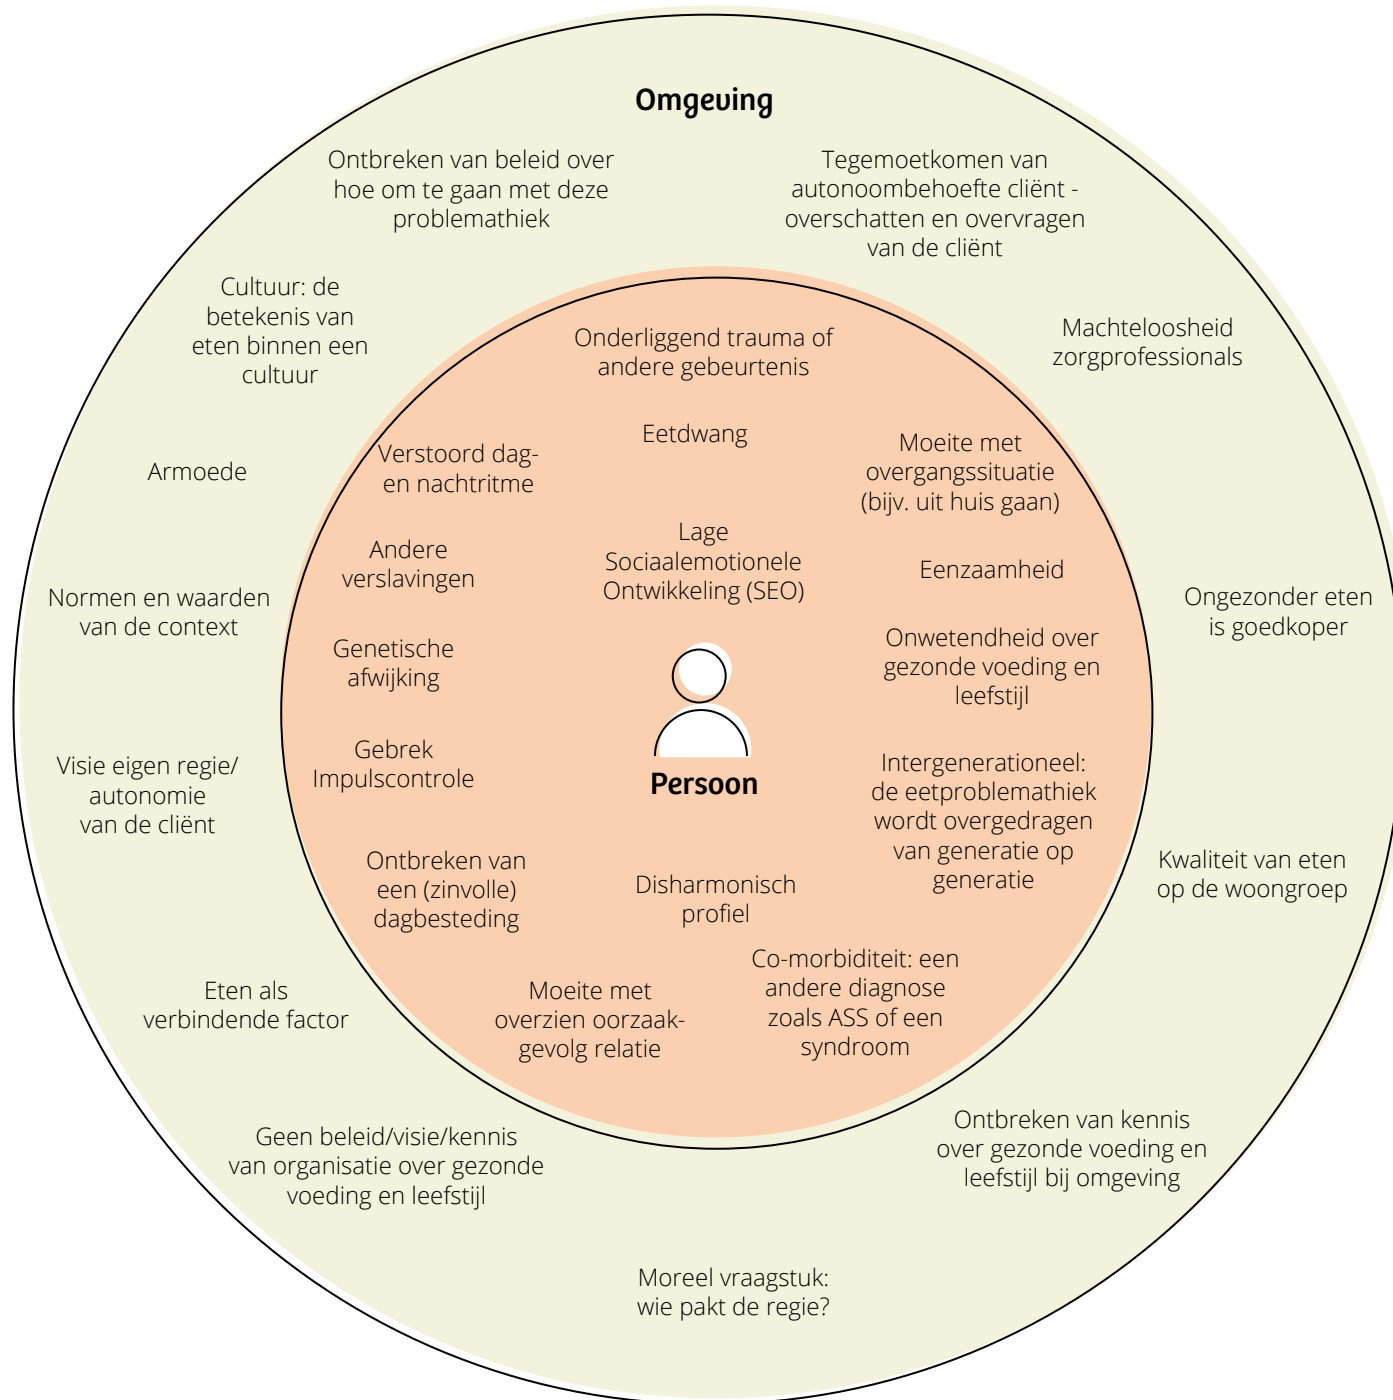 Omgeving
Ontbreken van beleid over
hoe om te gaan met deze
problemathiek
Tegemoetkomen van
autonoombehoefte cliënt -
overschatten en overvragen
van de cliënt
Cultuur: de
betekenis van
eten binnen een
cultuur
Machteloosheid
zorgprofessionals
Armoede
Normen en waarden
van de context
Ongezonder eten
is goedkoper
Visie eigen regie/
autonomie
van de cliënt
Kwaliteit van eten
op de woongroep
Eten als
verbindende factor
Geen beleid/visie/kennis
van organisatie over gezonde
voeding en leefstijl
Ontbreken van kennis
over gezonde voeding en
leefstijl bij omgeving
Moreel vraagstuk:
wie pakt de regie?
Onderliggend trauma of
andere gebeurtenis
Eetdwang
Verstoord dag-
en nachtritme
Moeite met
overgangssituatie
(bijv. uit huis gaan)
Lage
Sociaalemotionele
Ontwikkeling (SEO)
Andere
verslavingen
Eenzaamheid
Genetische
afwijking
Onwetendheid over
gezonde voeding en
leefstijl
Gebrek
Impulscontrole
Persoon
Intergenerationeel:
de eetproblemathiek
wordt overgedragen
van generatie op
generatie
Ontbreken van
een (zinvolle)
dagbesteding
Disharmonisch
profiel
Moeite met
overzien oorzaak-
gevolg relatie
Co-morbiditeit: een
andere diagnose
zoals ASS of een
syndroom